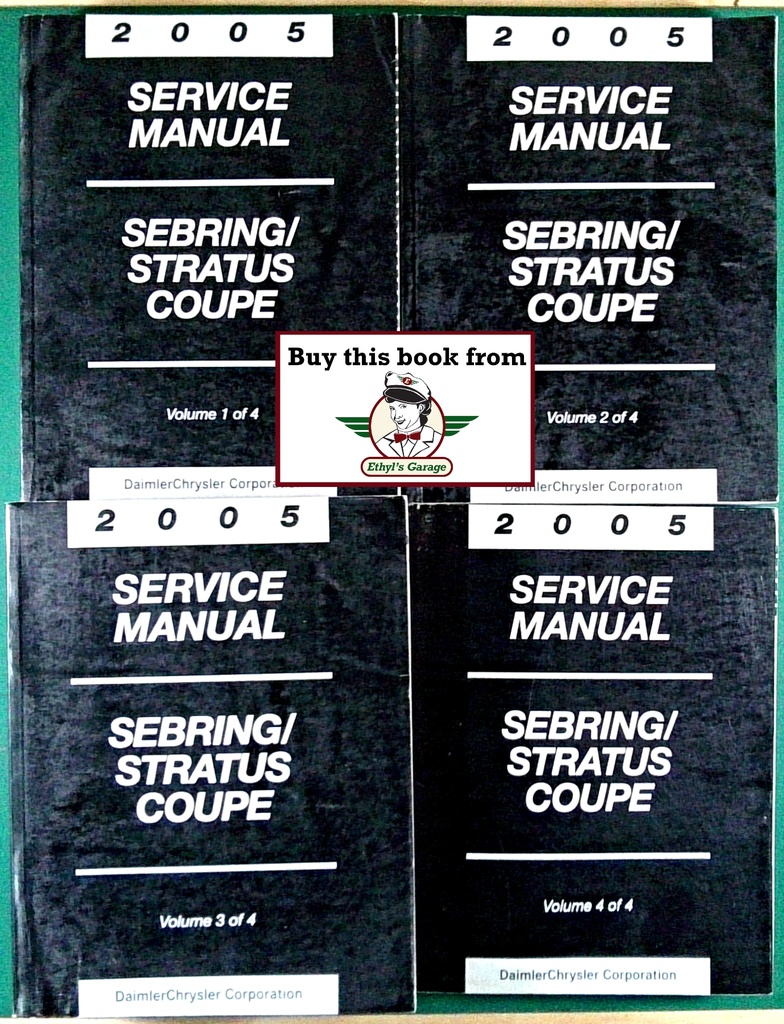 2 0 0 5
SERVICE
MANUAL
SEBRING/
STRATUS
COUPE
Volume 1 of 4
DaimlerChrysler Corporation
2 0 0 5
SERVICE
MANUAL
SEBRING/
STRATUS
COUPE
Volume 2 of 4
DaimlerChrysler Corporation
Buy this book from
E
Ethyl's Garage
2 0 0 5
SERVICE
MANUAL
SEBRING/
STRATUS
COUPE
Volume 3 of 4
DaimlerChrysler Corporation
2 0 0 5
SERVICE
MANUAL
SEBRING/
STRATUS
COUPE
Volume 4 of 4
DaimlerChrysler Corporation